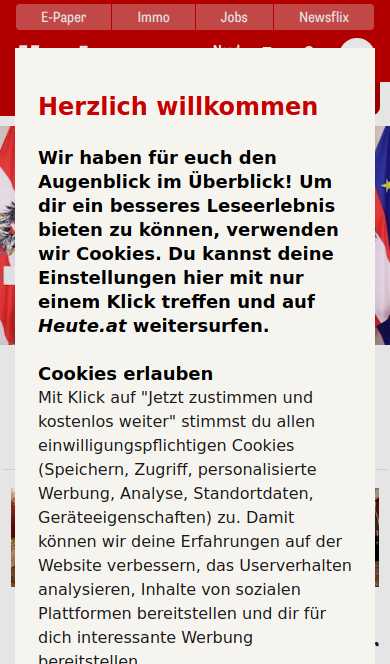 E-Paper
Immo
Jobs
Newsflix
Herzlich willkommen
Wir haben für euch den
Augenblick im Überblick! Um
dir ein besseres Leseerlebnis
bieten zu können, verwenden
wir Cookies. Du kannst deine
Einstellungen hier mit nur
einem Klick treffen und auf
Heute.at weitersurfen.
Cookies erlauben
Mit Klick auf "Jetzt zustimmen und
kostenlos weiter" stimmst du allen
einwilligungspflichtigen Cookies
(Speichern, Zugriff, personalisierte
Werbung, Analyse, Standortdaten,
Geräteeigenschaften) zu. Damit
können wir deine Erfahrungen auf der
Website verbessern, das Userverhalten
analysieren, Inhalte von sozialen
Plattformen bereitstellen und dir für
dich interessante Werbung
bereitstellen.